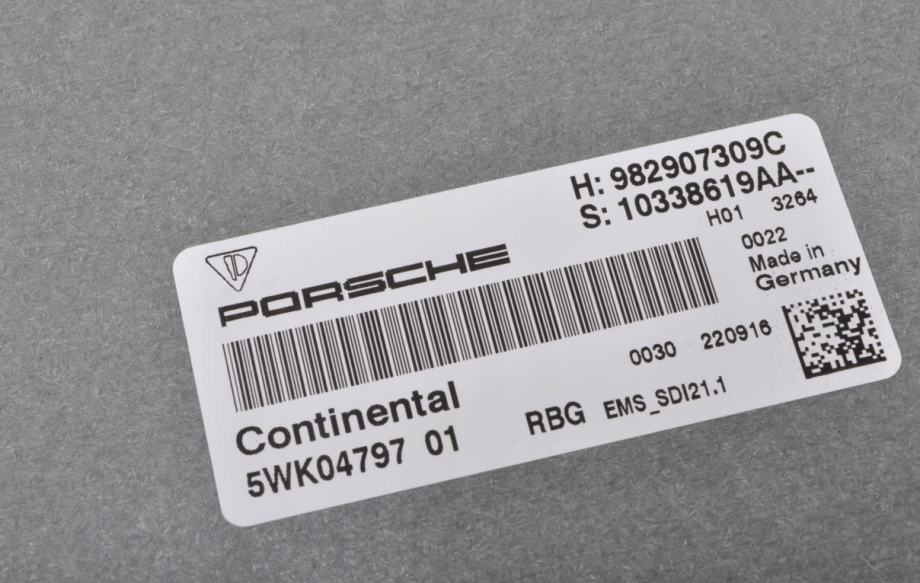 H: 982907309C
S: 10338619AA--
H01 3264
PORSCHE
0022
Made in
Germany
0030 220916
Continental
RBG EMS_SDI21.1
5WK04797 01